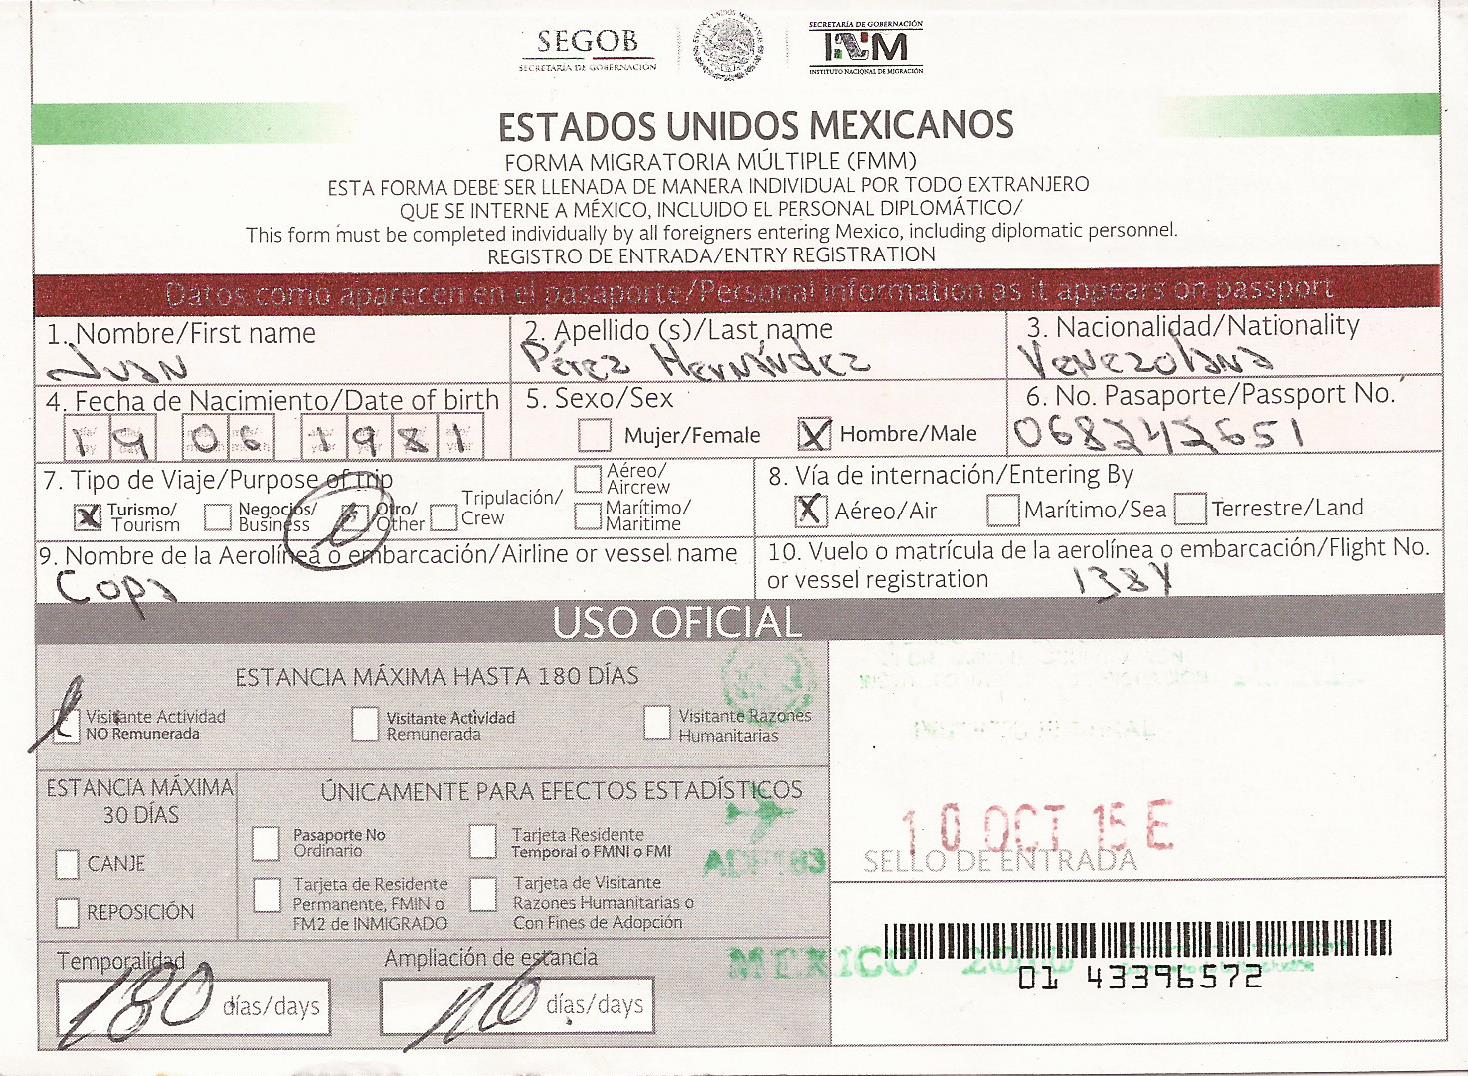 SEGOB
SECRETARÍA DE GOBERNACIÓN
SECRETARÍA DE GOBERNACIÓN
INM
INSTITUTO NACIONAL DE MIGRACIÓN
ESTADOS UNIDOS MEXICANOS
FORMA MIGRATORIA MÚLTIPLE (FMM)
ESTA FORMA DEBE SER LLENADA DE MANERA INDIVIDUAL POR TODO EXTRANJERO
QUE SE INTERNE A MÉXICO, INCLUIDO EL PERSONAL DIPLOMÁTICO/
This form must be completed individually by all foreigners entering Mexico, including diplomatic personnel.
REGISTRO DE ENTRADA/ENTRY REGISTRATION
Datos como aparecen en el pasaporte/Personal information as it appears on passport
1. Nombre/First name
Juan
2. Apellido (s)/Last name
Pérez Hernández
3. Nacionalidad/Nationality
Venezolana
4. Fecha de Nacimiento/Date of birth
19 06 1981
5. Sexo/Sex
Mujer/Female
X Hombre/Male
6. No. Pasaporte/Passport No.
068242651
7. Tipo de Viaje/Purpose of trip
X Turismo/
Tourism
Negocios/
Business
Otro/
Other
Tripulación/
Crew
Aéreo/
Aircrew
Marítimo/
Maritime
8. Vía de internación/Entering By
X Aéreo/Air
Marítimo/Sea
Terrestre/Land
9. Nombre de la Aerolínea o embarcación/Airline or vessel name
Copa
10. Vuelo o matrícula de la aerolínea o embarcación/Flight No.
or vessel registration
USO OFICIAL
ESTANCIA MÁXIMA HASTA 180 DÍAS
Visitante Actividad
NO Remunerada
Visitante Actividad
Remunerada
Visitante Razones
Humanitarias
ESTANCIA MÁXIMA
30 DÍAS
CANJE
REPOSICIÓN
ÚNICAMENTE PARA EFECTOS ESTADÍSTICOS
Pasaporte No
Ordinario
Tarjeta Residente
Temporal o FMNI o FMI
Tarjeta de Residente
Permanente, FMIN o
FM2 de INMIGRADO
Tarjeta de Visitante
Razones Humanitarias o
Con Fines de Adopción
Temporalidad
180 días/days
Ampliación de estancia
días/days
10 OCT 15 E
SELLO DE ENTRADA
MEXICO
01 43396572